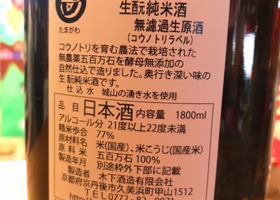 たまがわ
生酛純米酒
無濾過生原酒
(コウノトリラベル)
コウノトリを育む農法で栽培された
無農薬五百万石を酵母無添加の
自然仕込で造りました。奥行き深い味の
生酛純米酒です。
仕込水 城山の湧き水を使用
品目 日本酒 内容量 1800ml
アルコール分 21度以上22度未満
精米歩合 77%
原材料名 米(国産)、米こうじ(国産米)
原料米 五百万石100%
製造年月 別途枠外下部に記載
製造者 木下酒造有限会社
京都府京丹後市久美浜町甲山1512